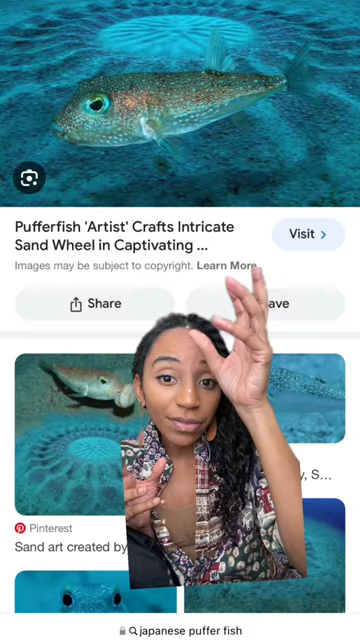 Pufferfish 'Artist' Crafts Intricate
Sand Wheel in Captivating ...
Visit >
Images may be subject to copyright. Learn More
Share
ave
y, S...
Pinterest
Sand art created by
japanese puffer fish